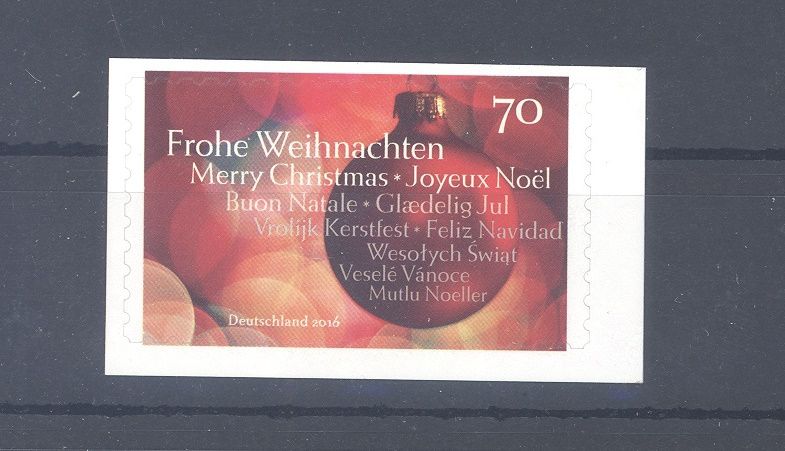 70
Frohe Weihnachten
Merry Christmas * Joyeux Noël
Buon Natale * Glædelig Jul
Vrolijk Kerstfest * Feliz Navidad
Wesołych Świąt
Veselé Vánoce
Mutlu Noeller
Deutschland 2016